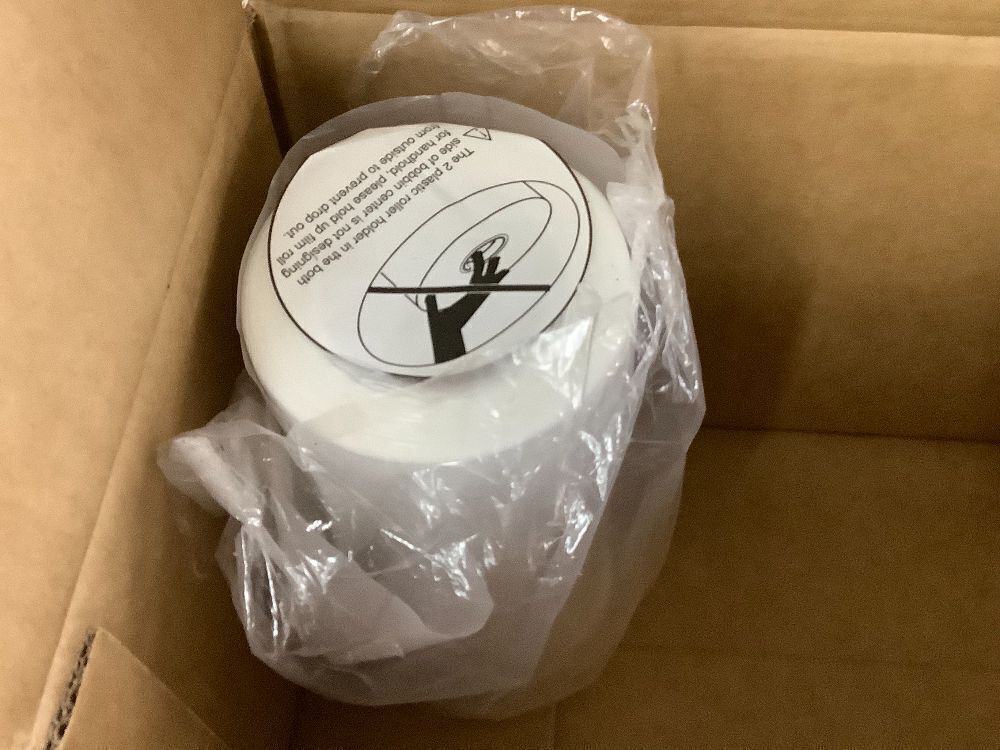 The 2 plastic roller holder in the both
side of bobbin center is not designing
for handhold, please hold up film roll
from outside to prevent drop out.